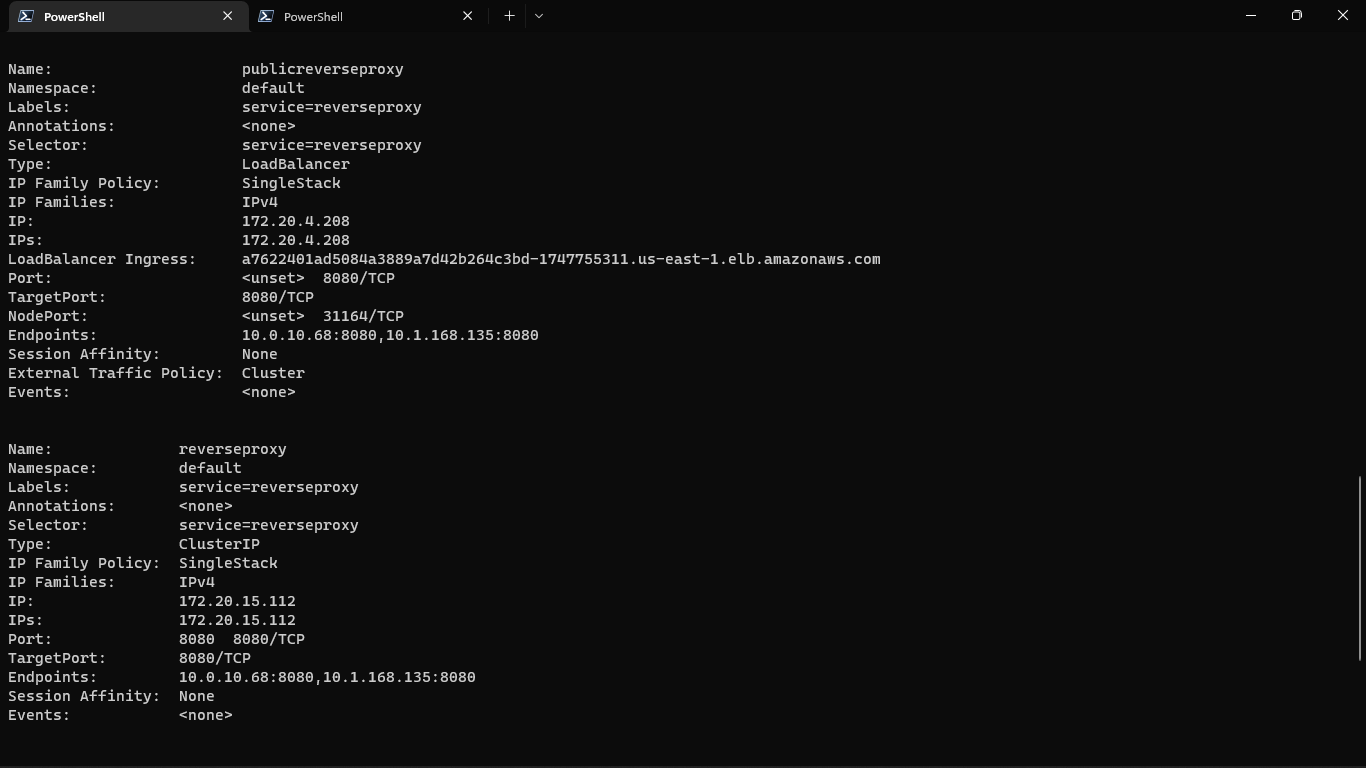 PowerShell
PowerShell
Name:                     publicreverseproxy
Namespace:                default
Labels:                   service=reverseproxy
Annotations:              <none>
Selector:                 service=reverseproxy
Type:                     LoadBalancer
IP Family Policy:         SingleStack
IP Families:              IPv4
IP:                       172.20.4.208
IPs:                      172.20.4.208
LoadBalancer Ingress:     a7622401ad5084a3889a7d42b264c3bd-1747755311.us-east-1.elb.amazonaws.com
Port:                     <unset>  8080/TCP
TargetPort:               8080/TCP
NodePort:                 <unset>  31164/TCP
Endpoints:                10.0.10.68:8080,10.1.168.135:8080
Session Affinity:         None
External Traffic Policy:  Cluster
Events:                   <none>
Name:              reverseproxy
Namespace:         default
Labels:            service=reverseproxy
Annotations:       <none>
Selector:          service=reverseproxy
Type:              ClusterIP
IP Family Policy:  SingleStack
IP Families:       IPv4
IP:                172.20.15.112
IPs:               172.20.15.112
Port:              8080  8080/TCP
TargetPort:        8080/TCP
Endpoints:         10.0.10.68:8080,10.1.168.135:8080
Session Affinity:  None
Events:            <none>